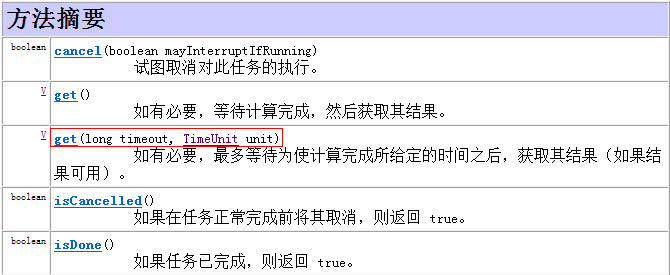 方法摘要
boolean cancel(boolean mayInterruptIfRunning)
试图取消对此任务的执行。
V get()
如有必要，等待计算完成，然后获取其结果。
V get(long timeout, TimeUnit unit)
如有必要，最多等待为使计算完成所给定的时间之后，获取其结果（如果结
果可用）。
boolean isCancelled()
如果在任务正常完成前将其取消，则返回 true。
boolean isDone()
如果任务已完成，则返回 true。